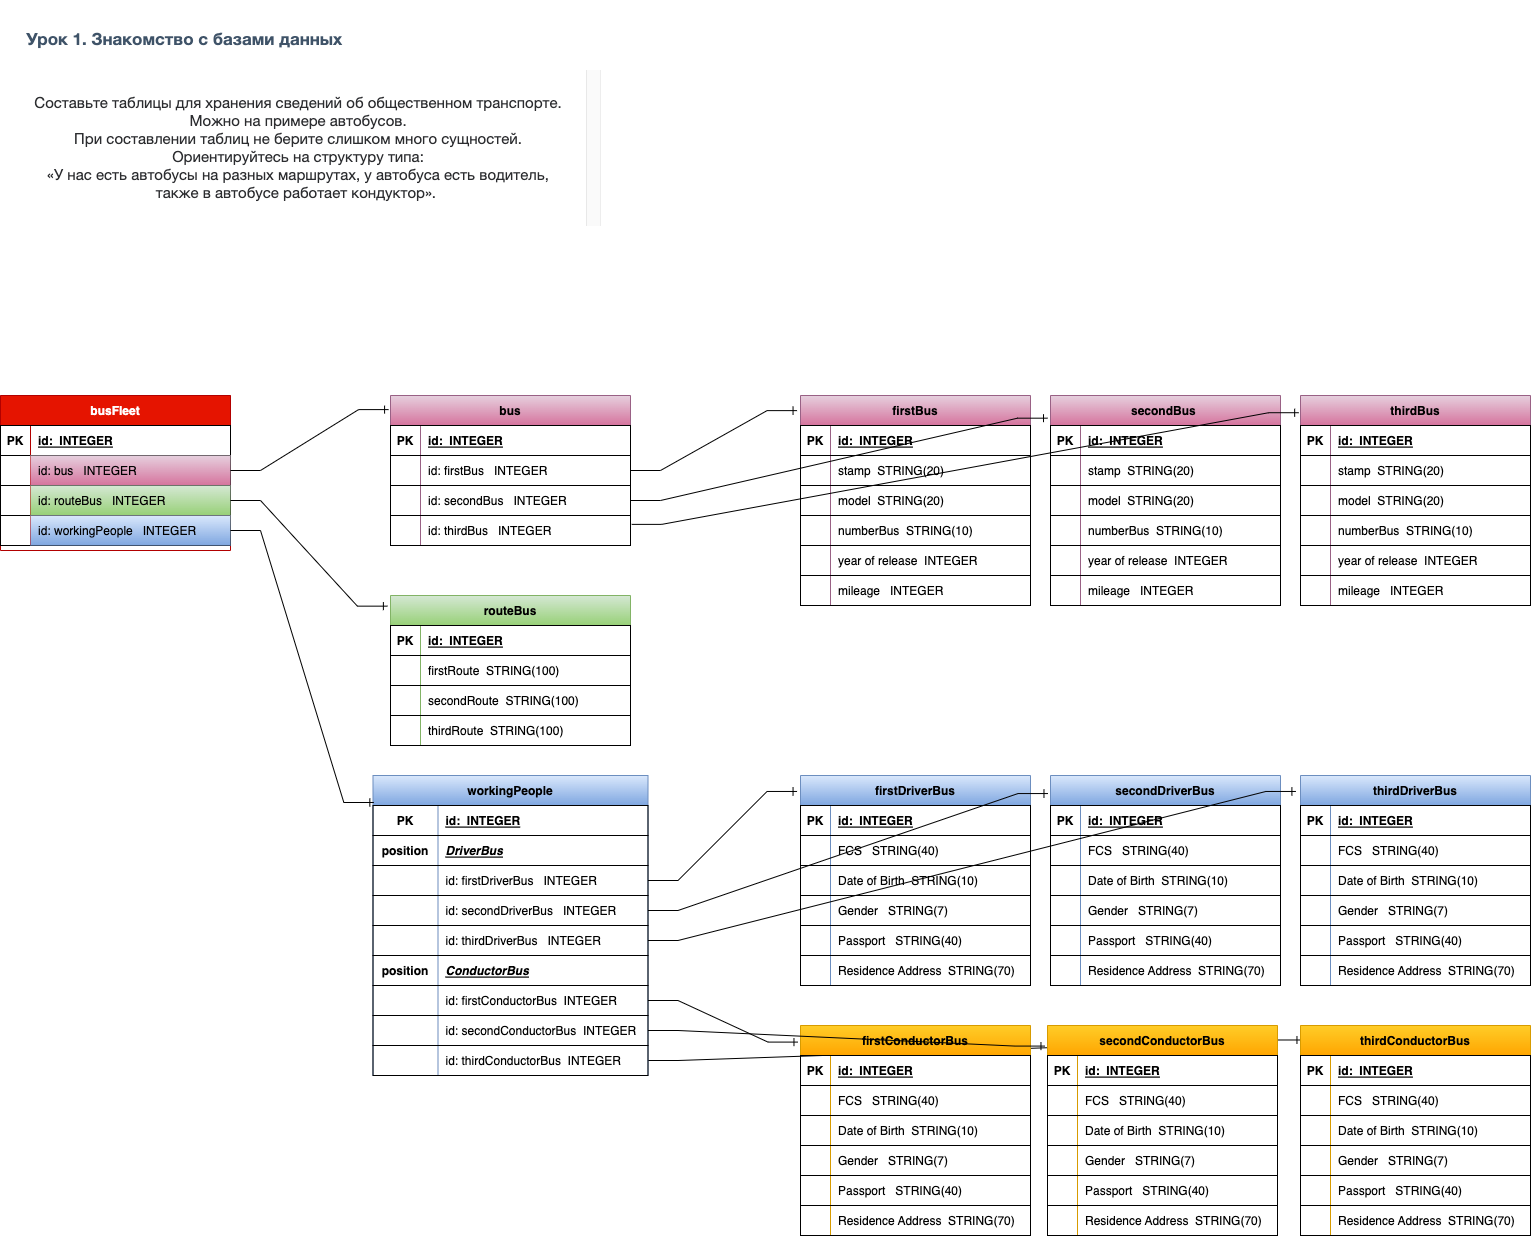 Урок 1. Знакомство с базами данных
Составьте таблицы для хранения сведений об общественном транспорте.
Можно на примере автобусов.
При составлении таблиц не берите слишком много сущностей.
Ориентируйтесь на структуру типа:
«У нас есть автобусы на разных маршрутах, у автобуса есть водитель,
также в автобусе работает кондуктор».
busFleet
PK id: INTEGER
id: bus INTEGER
id: routeBus INTEGER
id: workingPeople INTEGER
bus
PK id: INTEGER
id: firstBus INTEGER
id: secondBus INTEGER
id: thirdBus INTEGER
firstBus
PK id: INTEGER
stamp STRING(20)
model STRING(20)
numberBus STRING(10)
year of release INTEGER
mileage INTEGER
secondBus
PK id: INTEGER
stamp STRING(20)
model STRING(20)
numberBus STRING(10)
year of release INTEGER
mileage INTEGER
thirdBus
PK id: INTEGER
stamp STRING(20)
model STRING(20)
numberBus STRING(10)
year of release INTEGER
mileage INTEGER
routeBus
PK id: INTEGER
firstRoute STRING(100)
secondRoute STRING(100)
thirdRoute STRING(100)
workingPeople
PK id: INTEGER
position DriverBus
id: firstDriverBus INTEGER
id: secondDriverBus INTEGER
id: thirdDriverBus INTEGER
position ConductorBus
id: firstConductorBus INTEGER
id: secondConductorBus INTEGER
id: thirdConductorBus INTEGER
firstDriverBus
PK id: INTEGER
FCS STRING(40)
Date of Birth STRING(10)
Gender STRING(7)
Passport STRING(40)
Residence Address STRING(70)
secondDriverBus
PK id: INTEGER
FCS STRING(40)
Date of Birth STRING(10)
Gender STRING(7)
Passport STRING(40)
Residence Address STRING(70)
thirdDriverBus
PK id: INTEGER
FCS STRING(40)
Date of Birth STRING(10)
Gender STRING(7)
Passport STRING(40)
Residence Address STRING(70)
firstConductorBus
PK id: INTEGER
FCS STRING(40)
Date of Birth STRING(10)
Gender STRING(7)
Passport STRING(40)
Residence Address STRING(70)
secondConductorBus
PK id: INTEGER
FCS STRING(40)
Date of Birth STRING(10)
Gender STRING(7)
Passport STRING(40)
Residence Address STRING(70)
thirdConductorBus
PK id: INTEGER
FCS STRING(40)
Date of Birth STRING(10)
Gender STRING(7)
Passport STRING(40)
Residence Address STRING(70)